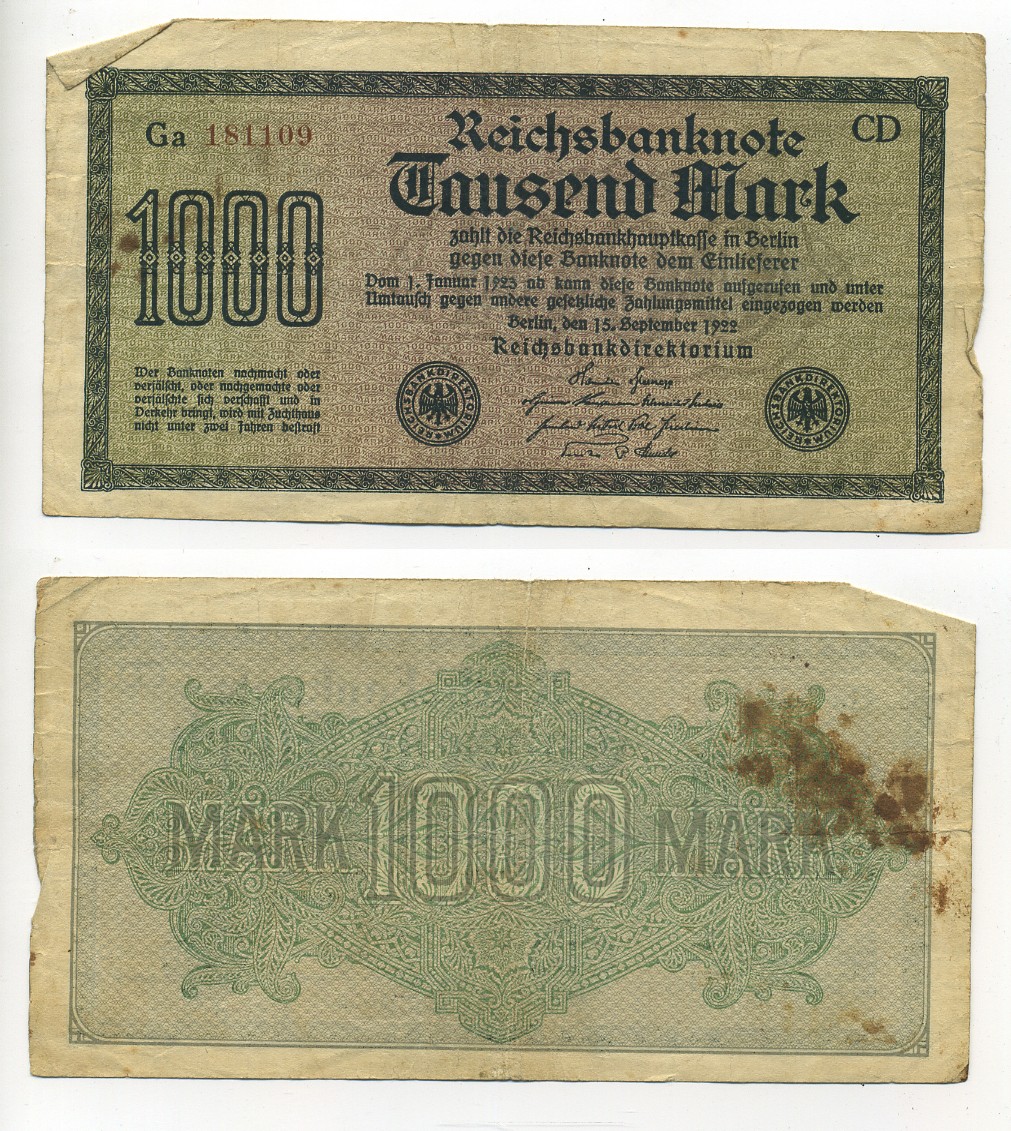 Ga 181109
CD
Reichsbanknote
Tausend Mark
zahlt die Reichsbankhauptkasse in Berlin
gegen diese Banknote dem Einlieferer
Vom 1. Januar 1923 ab kann diese Banknote aufgerufen und unter
Umtausch gegen andere gesetzliche Zahlungsmittel eingezogen werden
Berlin, den 15. September 1922
Reichsbankdirektorium
1000
Wer Banknoten nachmacht oder
verfälscht, oder nachgemachte oder
verfälschte sich verschafft und in
Verkehr bringt, wird mit Zuchthaus
nicht unter zwei Jahren bestraft
REICHSBANKDIREKTORIUM
REICHSBANKDIREKTORIUM
MARK 1000 MARK